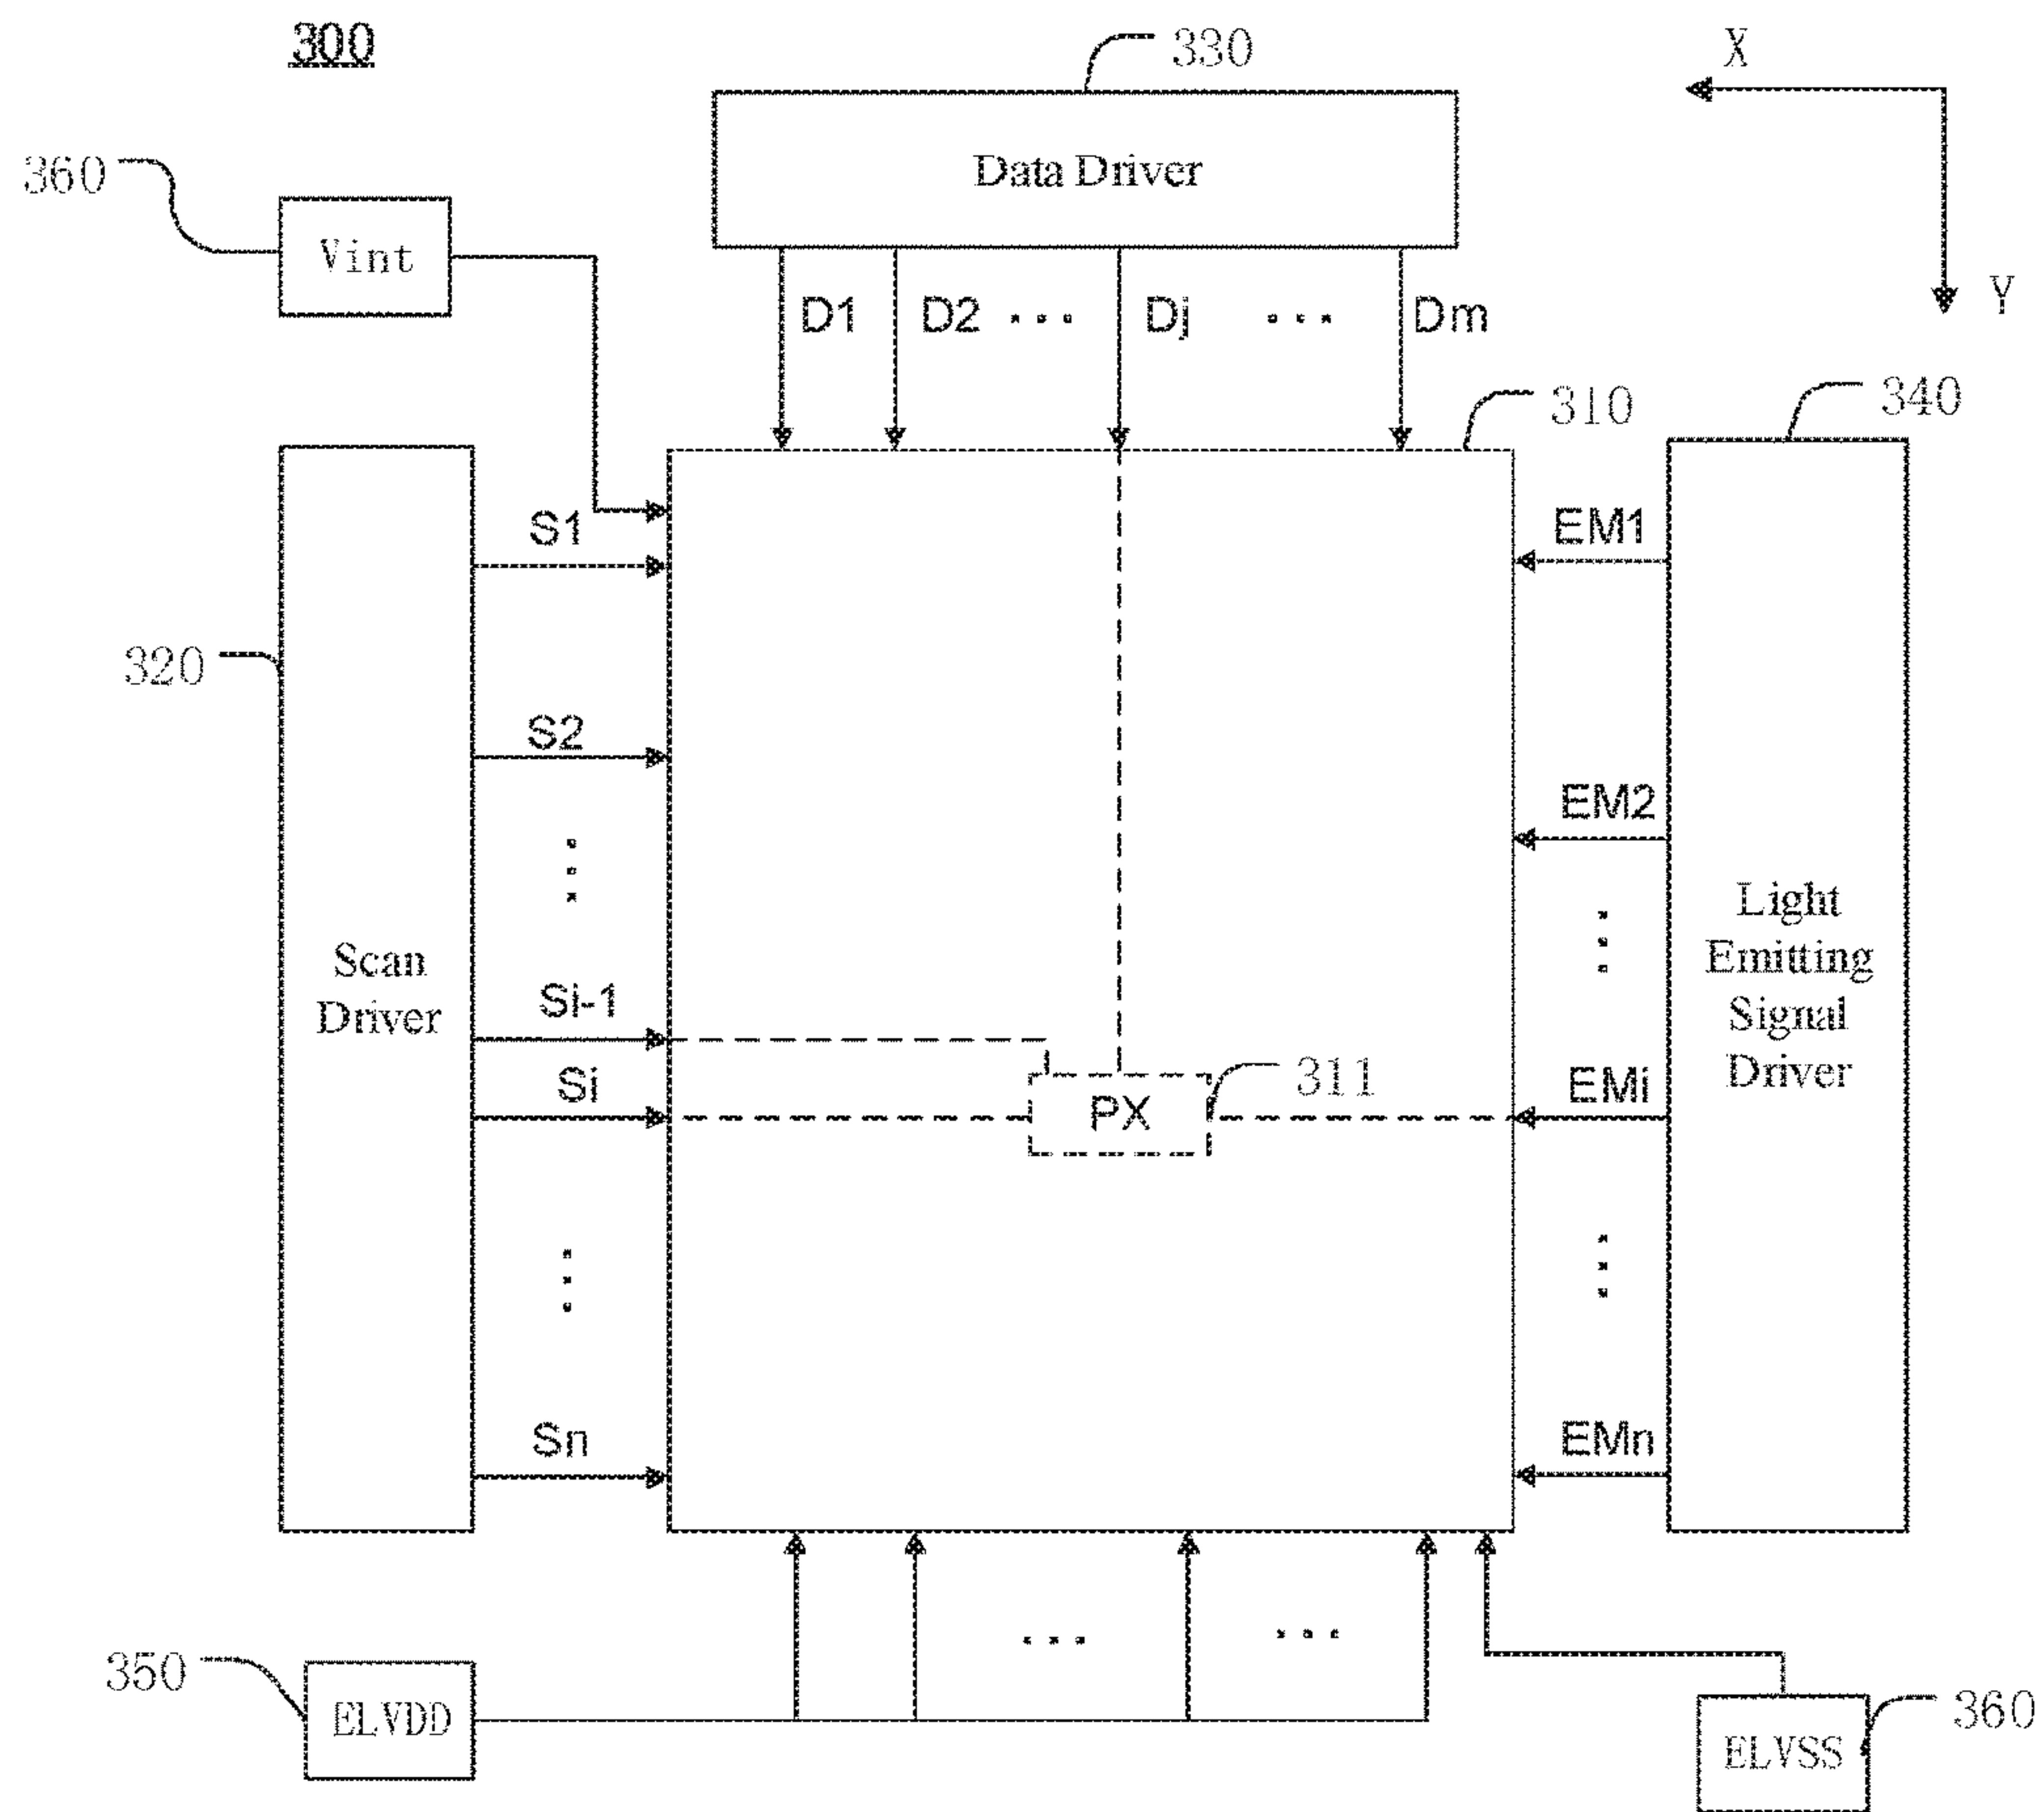 300
330
X
Data Driver
360
Vint
Y
D1 D2 ... Dj ... Dm
310
340
S1
EM1
320
S2
EM2
Scan
Driver
Light
Emitting
Signal
Driver
Si-1
Si
PX
311
EMi
Sn
EMn
350
ELVDD
360
ELVSS